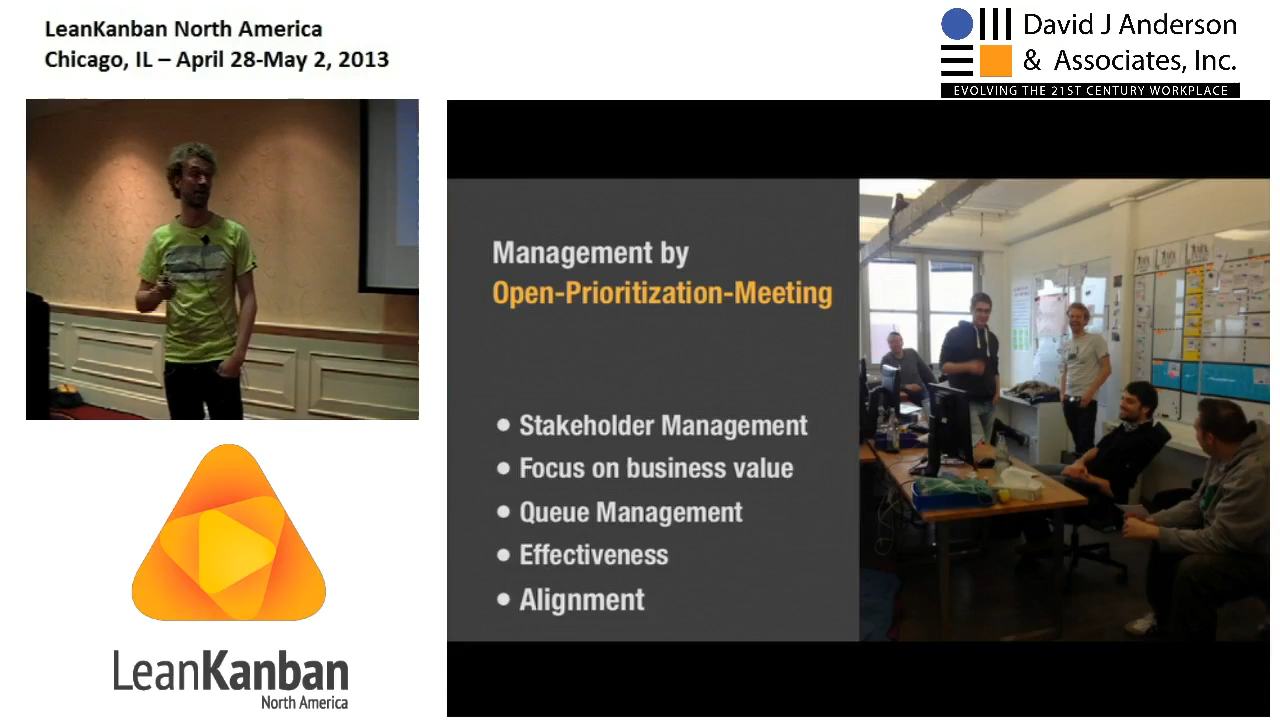 LeanKanban North America
Chicago, IL – April 28-May 2, 2013
David J Anderson
& Associates, Inc.
EVOLVING THE 21ST CENTURY WORKPLACE
Management by
Open-Prioritization-Meeting
• Stakeholder Management
• Focus on business value
• Queue Management
• Effectiveness
• Alignment
LeanKanban
North America